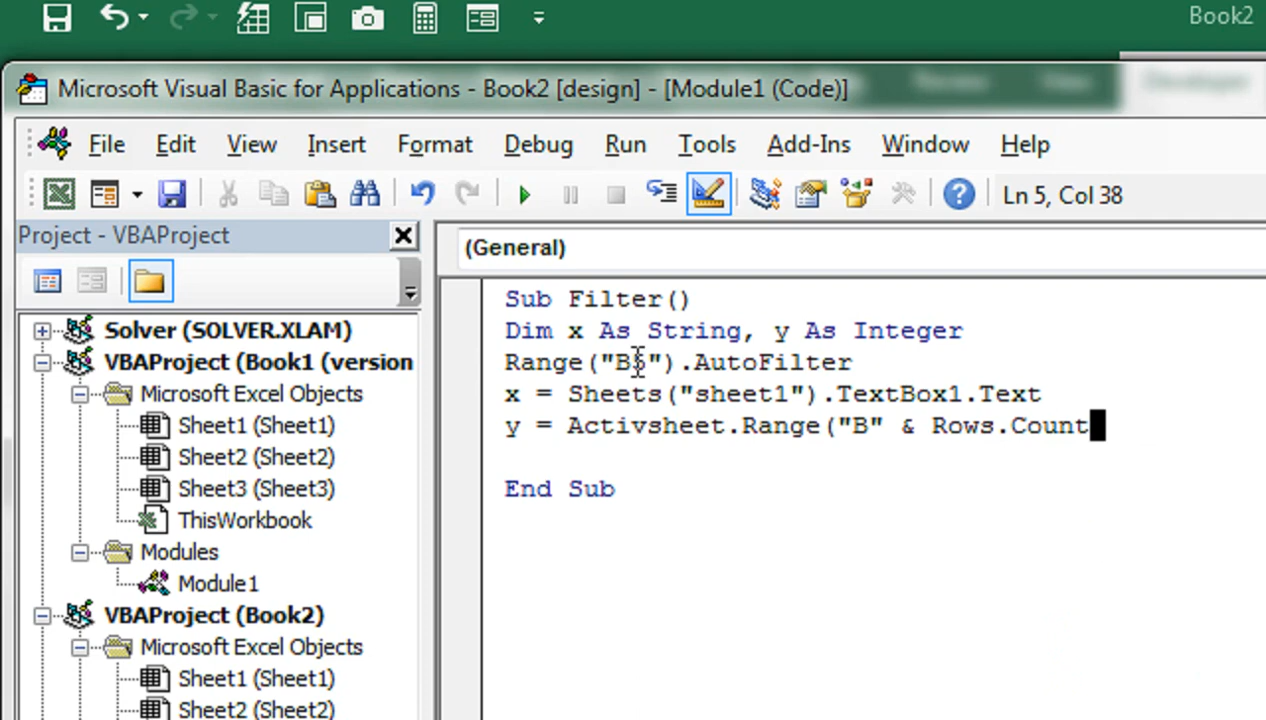 Book2
Microsoft Visual Basic for Applications - Book2 [design] - [Module1 (Code)]
File Edit View Insert Format Debug Run Tools Add-Ins Window Help
Ln 5, Col 38
Project - VBAProject
(General)
Solver (SOLVER.XLAM)
VBAProject (Book1 (version
Microsoft Excel Objects
Sheet1 (Sheet1)
Sheet2 (Sheet2)
Sheet3 (Sheet3)
ThisWorkbook
Modules
Module1
VBAProject (Book2)
Microsoft Excel Objects
Sheet1 (Sheet1)
Sheet2 (Sheet2)
Sub Filter()
Dim x As String, y As Integer
Range(" ").AutoFilter
x = Sheets("sheet1").TextBox1.Text
y = Activsheet.Range("B" & Rows.Count
End Sub